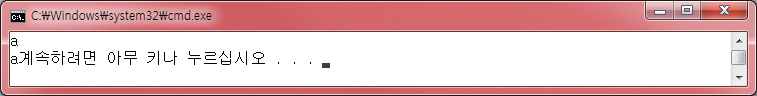 C:₩Windows₩system32₩cmd.exe
a
a계속하려면 아무 키나 누르십시오 . . .